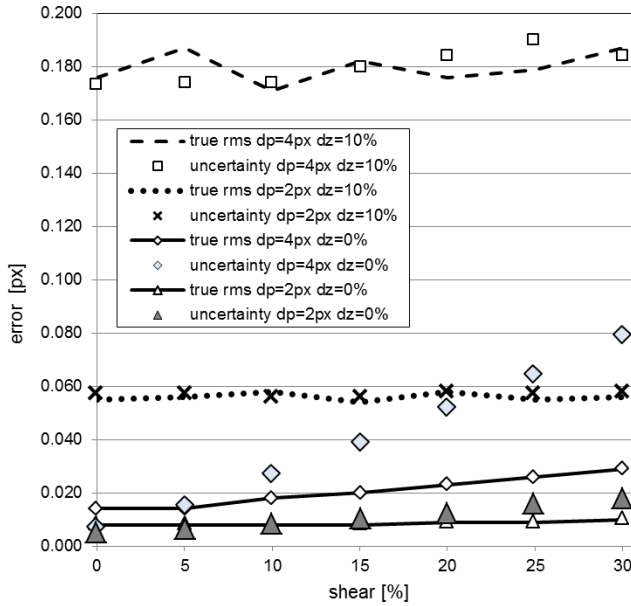 0.200
0.180
0.160
0.140
0.120
0.100
0.080
0.060
0.040
0.020
0.000
error [px]
true rms dp=4px dz=10%
uncertainty dp=4px dz=10%
true rms dp=2px dz=10%
uncertainty dp=2px dz=10%
true rms dp=4px dz=0%
uncertainty dp=4px dz=0%
true rms dp=2px dz=0%
uncertainty dp=2px dz=0%
0 5 10 15 20 25 30
shear [%]